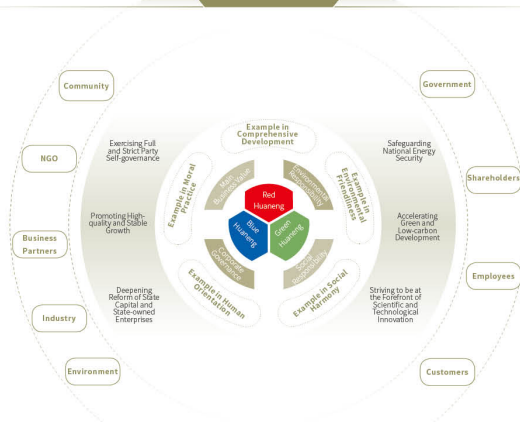 Community
Government
Example in
Comprehensive
Development
Exercising Full
and Strict Party
Self-governance
Safeguarding
National Energy
Security
NGO
Shareholders
Example in Moral
Practice
Main
Business Value
Environmental
Responsibility
Example in
Environmental
Friendliness
Red
Huaneng
Blue
Huaneng
Green
Huaneng
Promoting High-
quality and Stable
Growth
Accelerating
Green and
Low-carbon
Development
Business
Partners
Corporate
Governance
Social
Responsibility
Employees
Example in Human
Orientation
Example in Social
Harmony
Deepening
Reform of State
Capital and
State-owned
Enterprises
Striving to be at
the Forefront of
Scientific and
Technological
Innovation
Industry
Environment
Customers